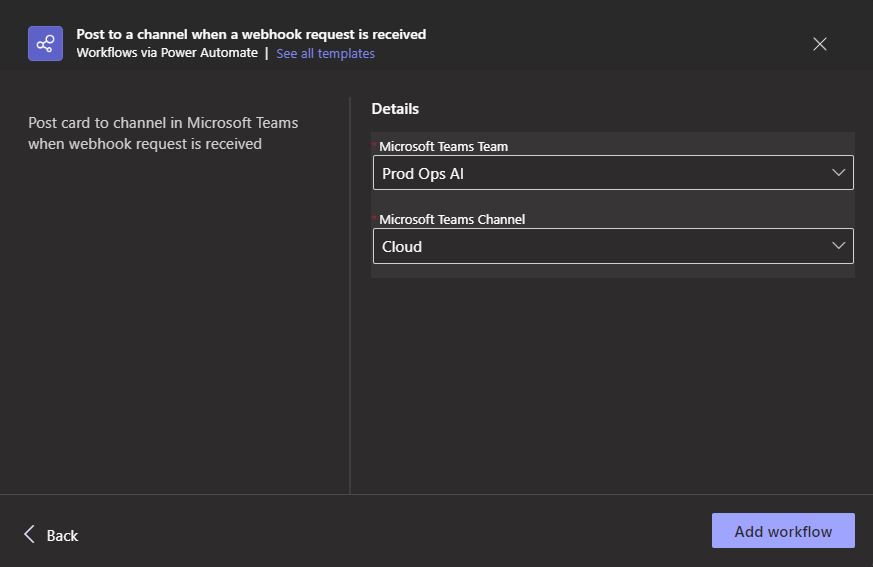 Post to a channel when a webhook request is received
Workflows via Power Automate | See all templates
Post card to channel in Microsoft Teams
when webhook request is received
Details
* Microsoft Teams Team
Prod Ops AI
* Microsoft Teams Channel
Cloud
Back
Add workflow